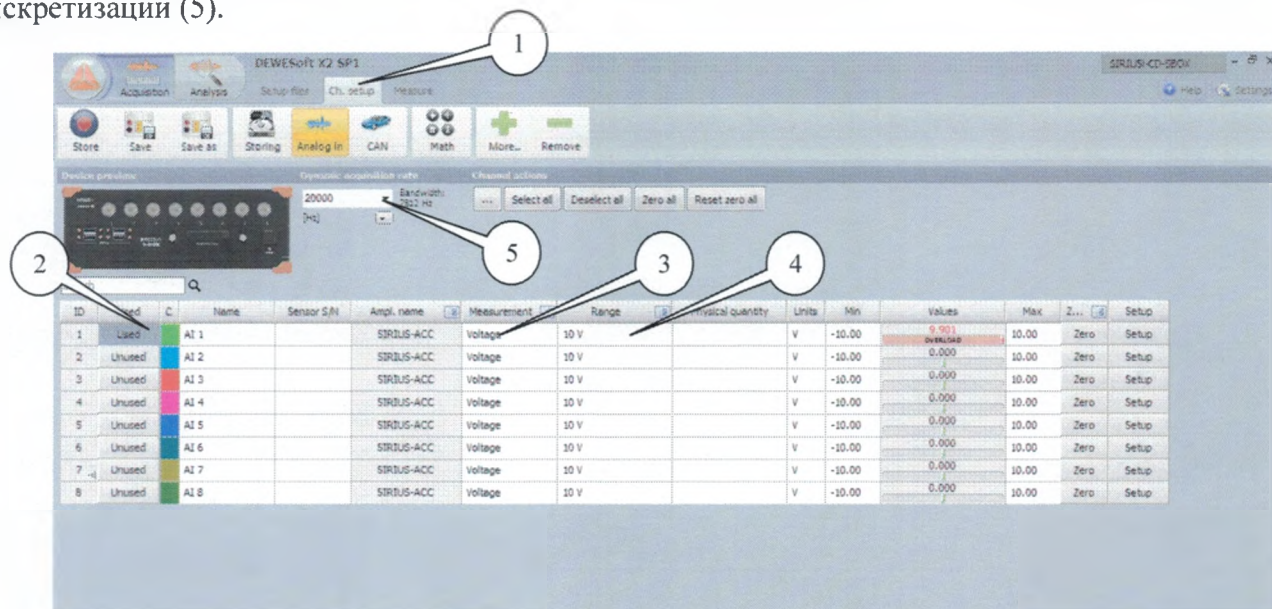 искретизации (5).
1
DEWESoft X2 SP1
SIRIUSi-CD-SBOX
Acquisition Analysis Setup files Ch. setup Measure Help Settings
Store Save Save as Storing Analog in CAN Math More... Remove
Device preview Dynamic acquisition rate Channel actions
20000 Bandwidth: 7812 Hz ... Select all Deselect all Zero all Reset zero all
[Hz]
2 5 3 4
ID C Name Sensor S/N Ampl. name Measurement Range Physical quantity Units Min Values Max Z... Setup
1 Used AI 1 SIRIUS-ACC Voltage 10 V V -10.00 9.901 OVERLOAD 10.00 Zero Setup
2 Unused AI 2 SIRIUS-ACC Voltage 10 V V -10.00 0.000 10.00 Zero Setup
3 Unused AI 3 SIRIUS-ACC Voltage 10 V V -10.00 0.000 10.00 Zero Setup
4 Unused AI 4 SIRIUS-ACC Voltage 10 V V -10.00 0.000 10.00 Zero Setup
5 Unused AI 5 SIRIUS-ACC Voltage 10 V V -10.00 0.000 10.00 Zero Setup
6 Unused AI 6 SIRIUS-ACC Voltage 10 V V -10.00 0.000 10.00 Zero Setup
7 Unused AI 7 SIRIUS-ACC Voltage 10 V V -10.00 0.000 10.00 Zero Setup
8 Unused AI 8 SIRIUS-ACC Voltage 10 V V -10.00 0.000 10.00 Zero Setup